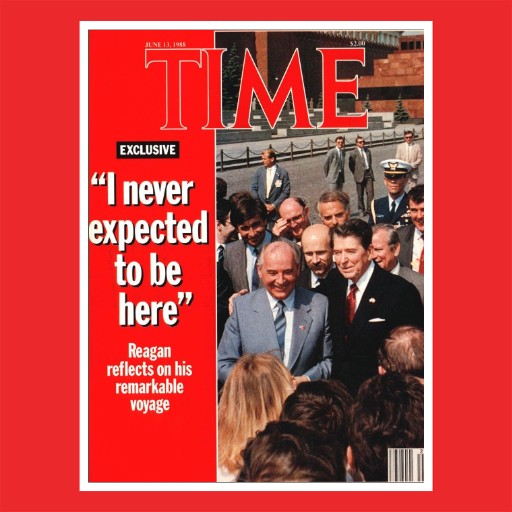 JUNE 13, 1988
$2.00
TIME
EXCLUSIVE
“I never
expected
to be
here”
Reagan
reflects on his
remarkable
voyage